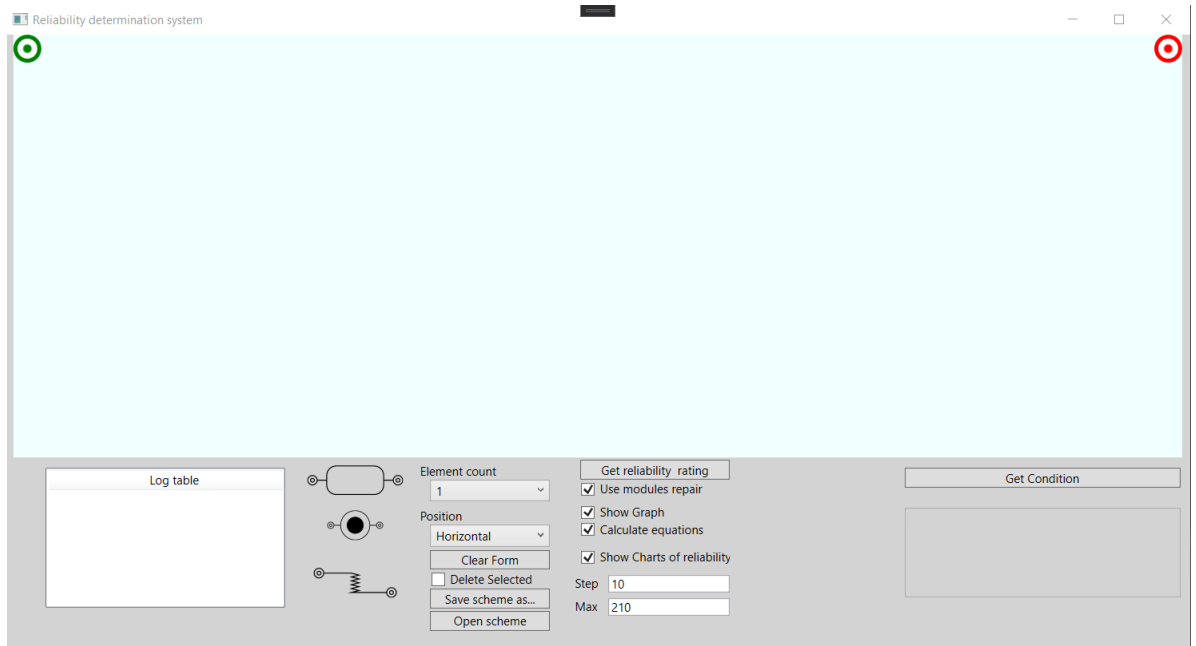 Reliability determination system
Log table
Element count
1
Position
Horizontal
Clear Form
Delete Selected
Save scheme as...
Open scheme
Get reliability rating
Use modules repair
Show Graph
Calculate equations
Show Charts of reliability
Step 10
Max 210
Get Condition